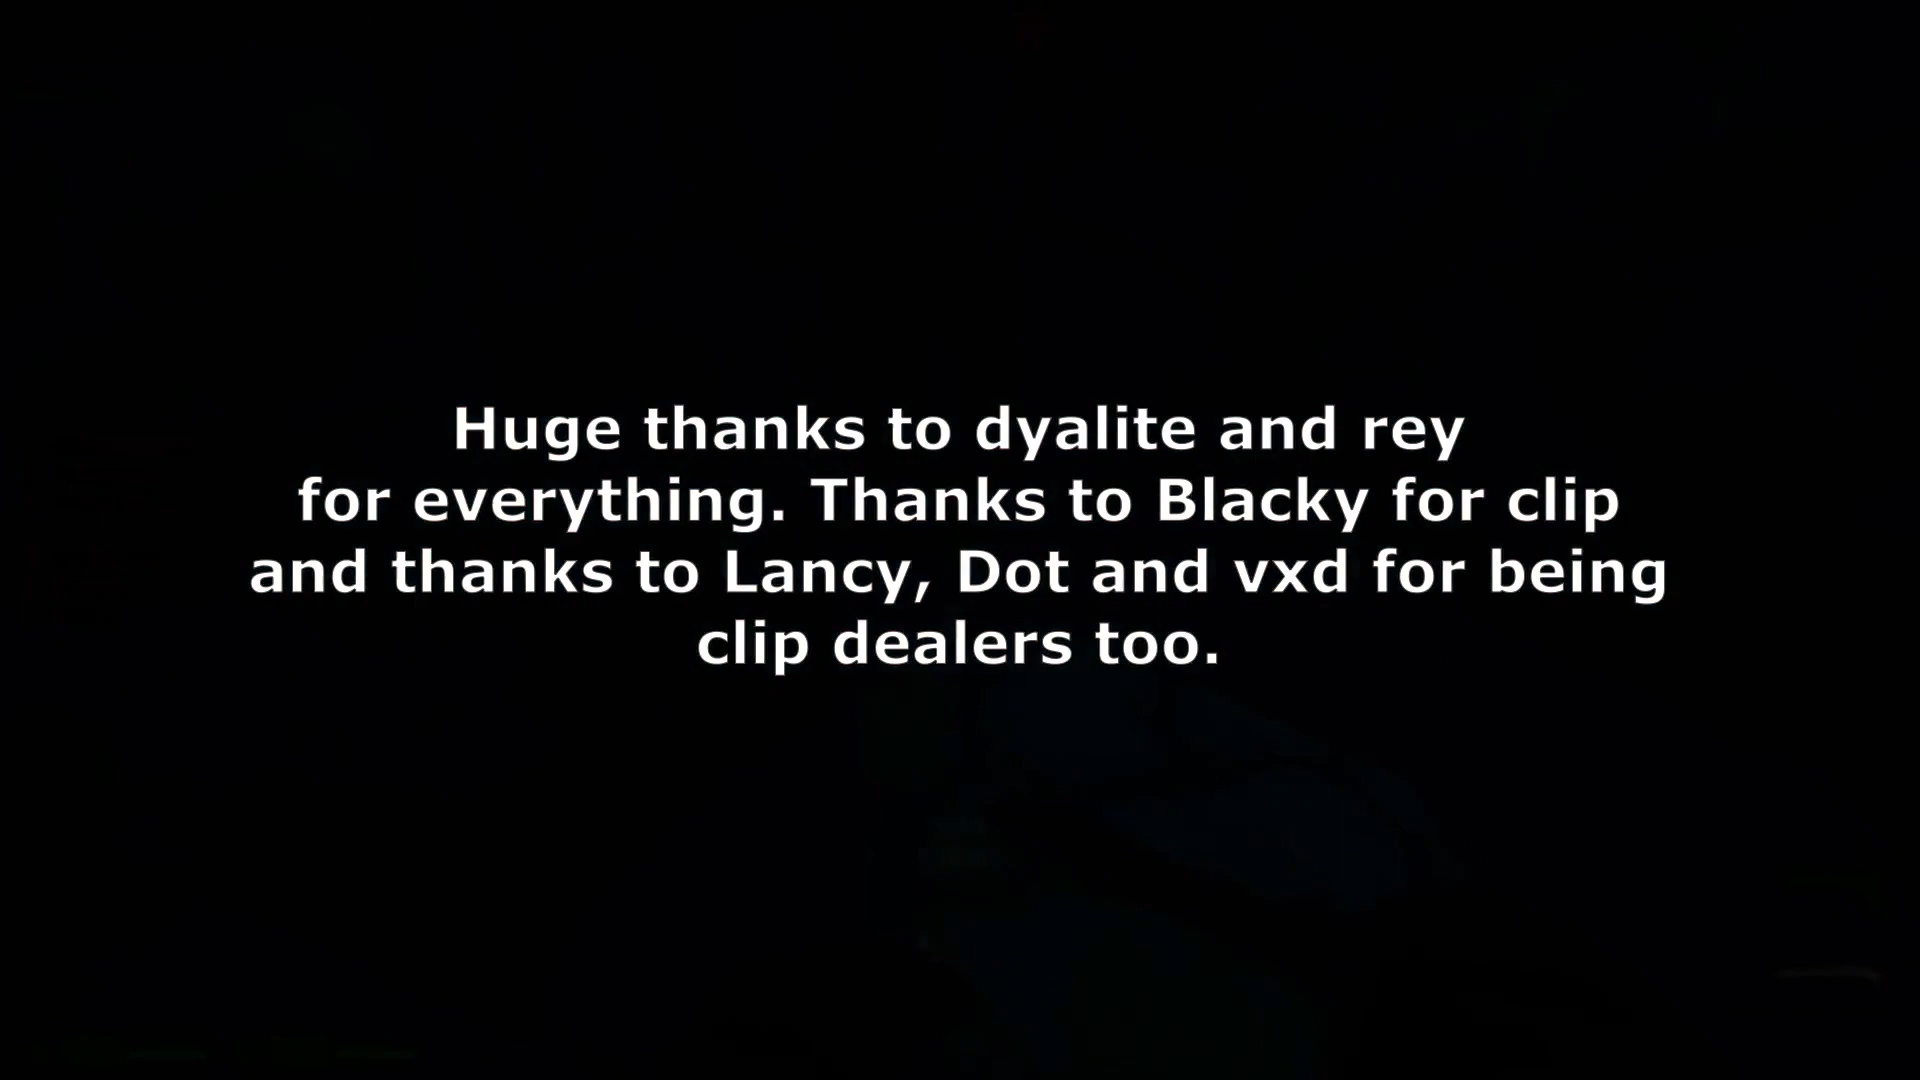 Huge thanks to dyalite and rey
for everything. Thanks to Blacky for clip
and thanks to Lancy, Dot and vxd for being
clip dealers too.